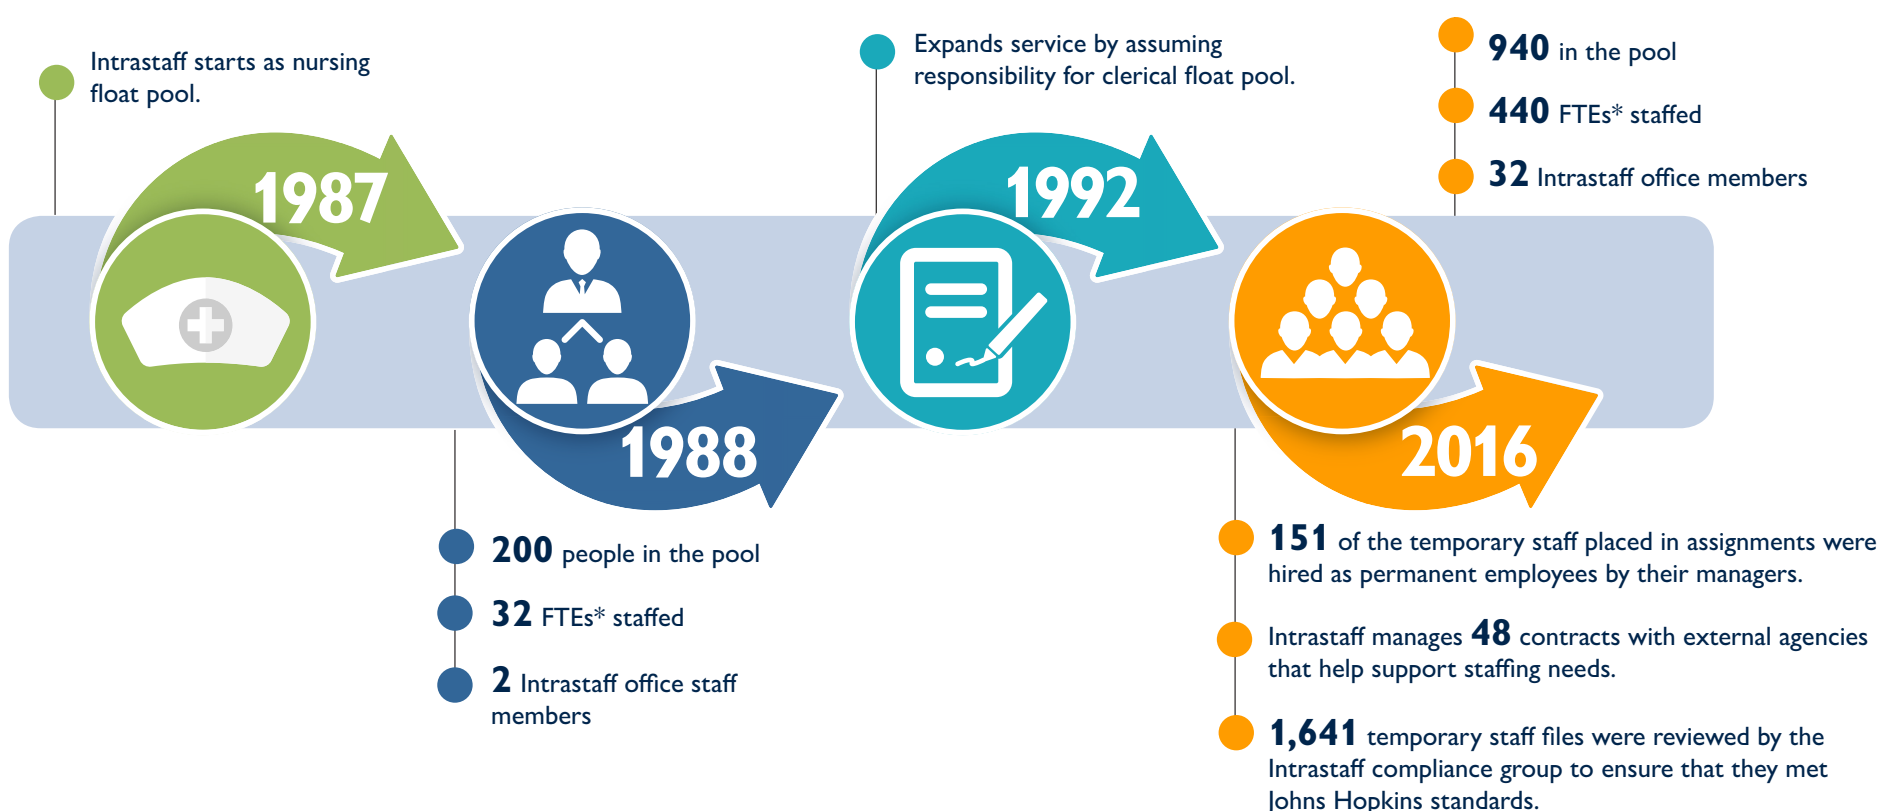 Intrastaff starts as nursing
float pool.
1987
1988
200 people in the pool
32 FTEs* staffed
2 Intrastaff office staff
members
Expands service by assuming
responsibility for clerical float pool.
1992
940 in the pool
440 FTEs* staffed
32 Intrastaff office members
2016
151 of the temporary staff placed in assignments were
hired as permanent employees by their managers.
Intrastaff manages 48 contracts with external agencies
that help support staffing needs.
1,641 temporary staff files were reviewed by the
Intrastaff compliance group to ensure that they met
Johns Hopkins standards.